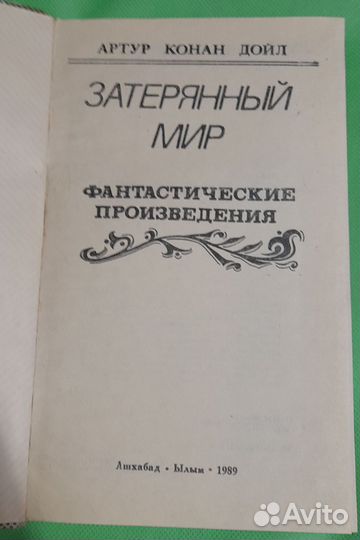 АРТУР КОНАН ДОЙЛ
ЗАТЕРЯННЫЙ
МИР
ФАНТАСТИЧЕСКИЕ
ПРОИЗВЕДЕНИЯ
Ашхабад • Ылым • 1989
Avito